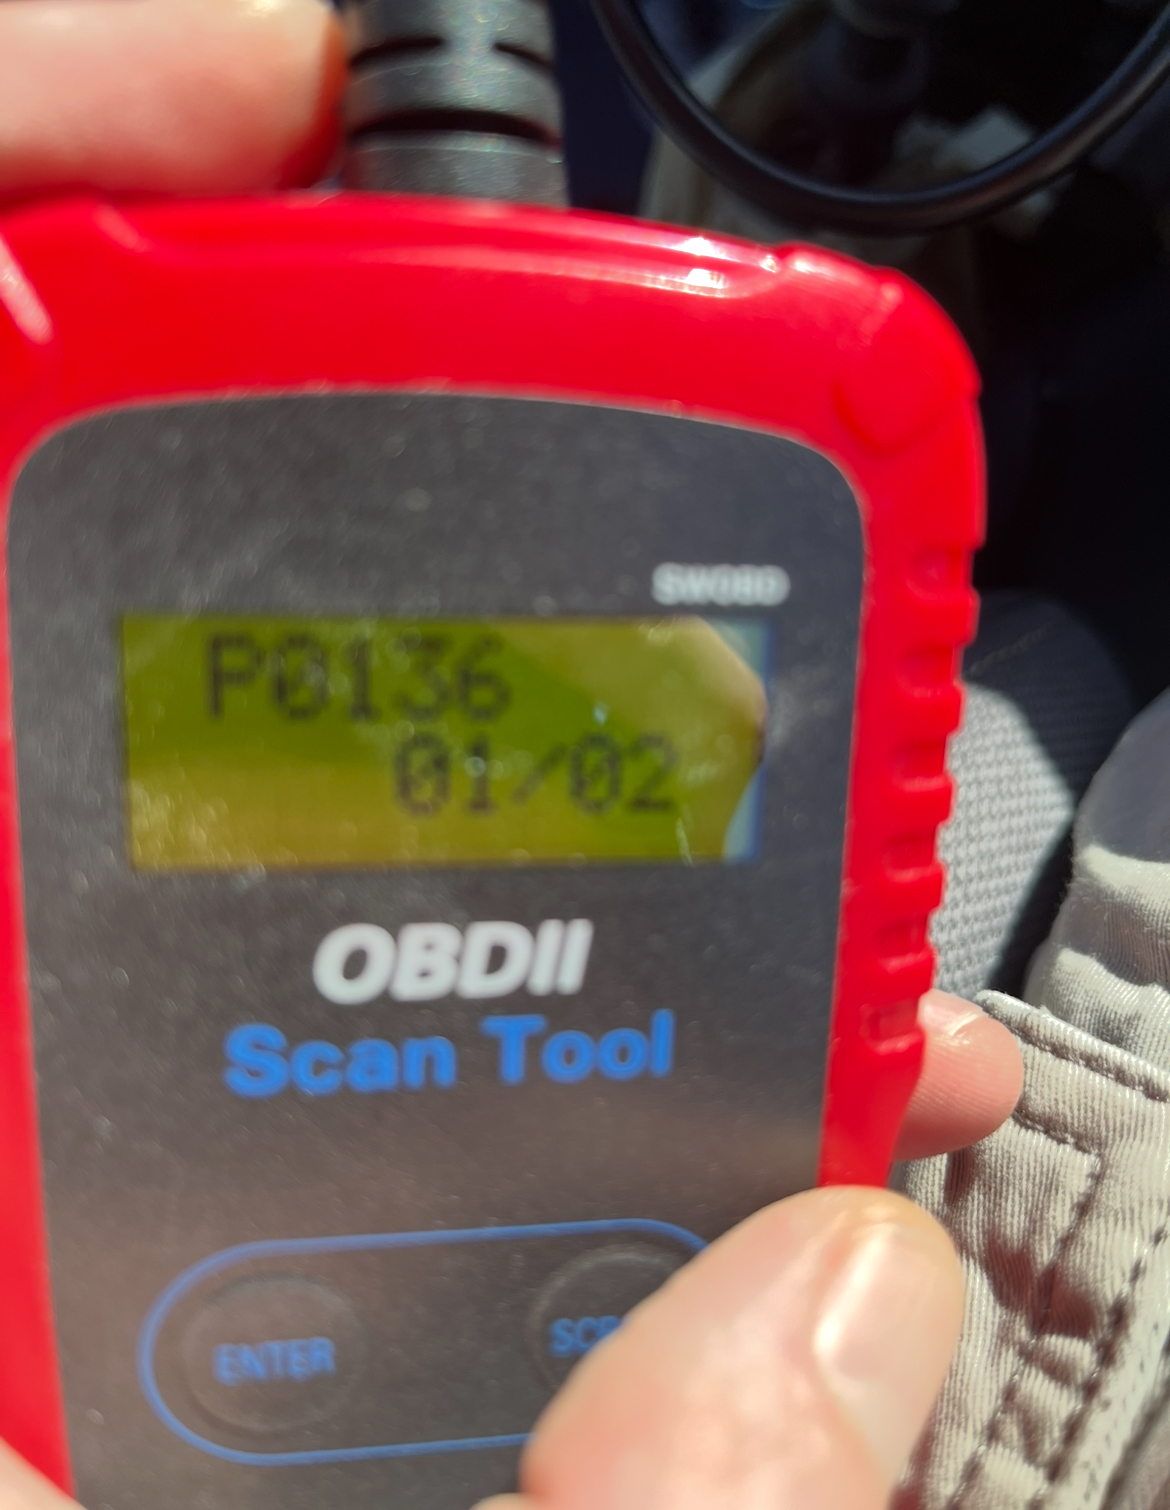 SWOBD
P0136
01/02
OBDII
Scan Tool
ENTER